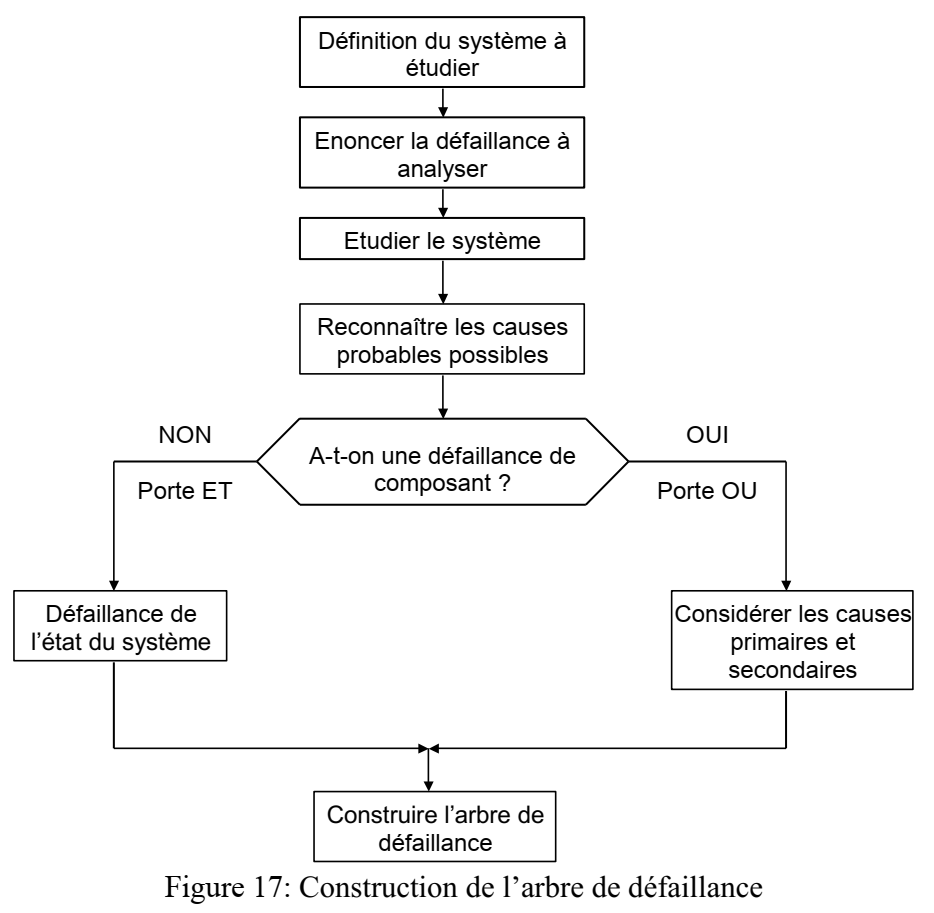 Définition du système à
étudier
Enoncer la défaillance à
analyser
Etudier le système
Reconnaître les causes
probables possibles
NON
OUI
A-t-on une défaillance de
composant ?
Porte ET
Porte OU
Défaillance de
l’état du système
Considérer les causes
primaires et
secondaires
Construire l’arbre de
défaillance
Figure 17: Construction de l’arbre de défaillance